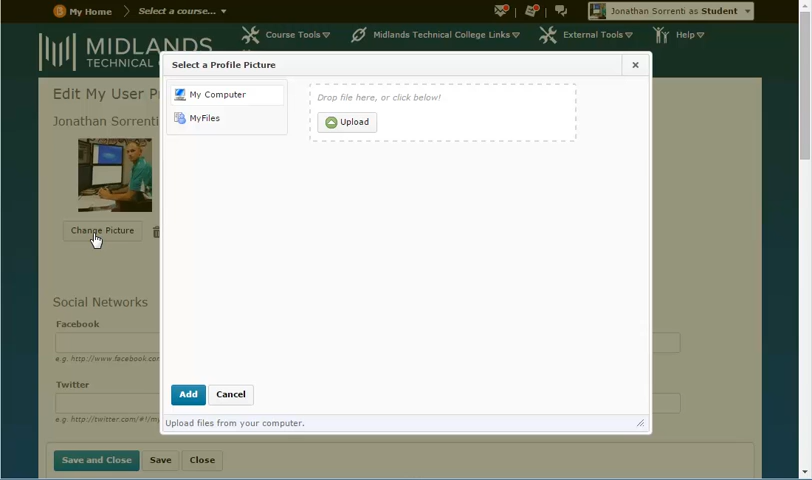 My Home
Select a course...
Jonathan Sorrenti as Student
MIDLANDS
TECHNICAL
Course Tools
Midlands Technical College Links
External Tools
Help
Select a Profile Picture
Edit My User P
My Computer
Drop file here, or click below!
MyFiles
Upload
Jonathan Sorrenti
Change Picture
Social Networks
Facebook
e.g. http://www.facebook.com
Twitter
Add
Cancel
e.g. http://twitter.com/#!/my
Upload files from your computer.
Save and Close
Save
Close